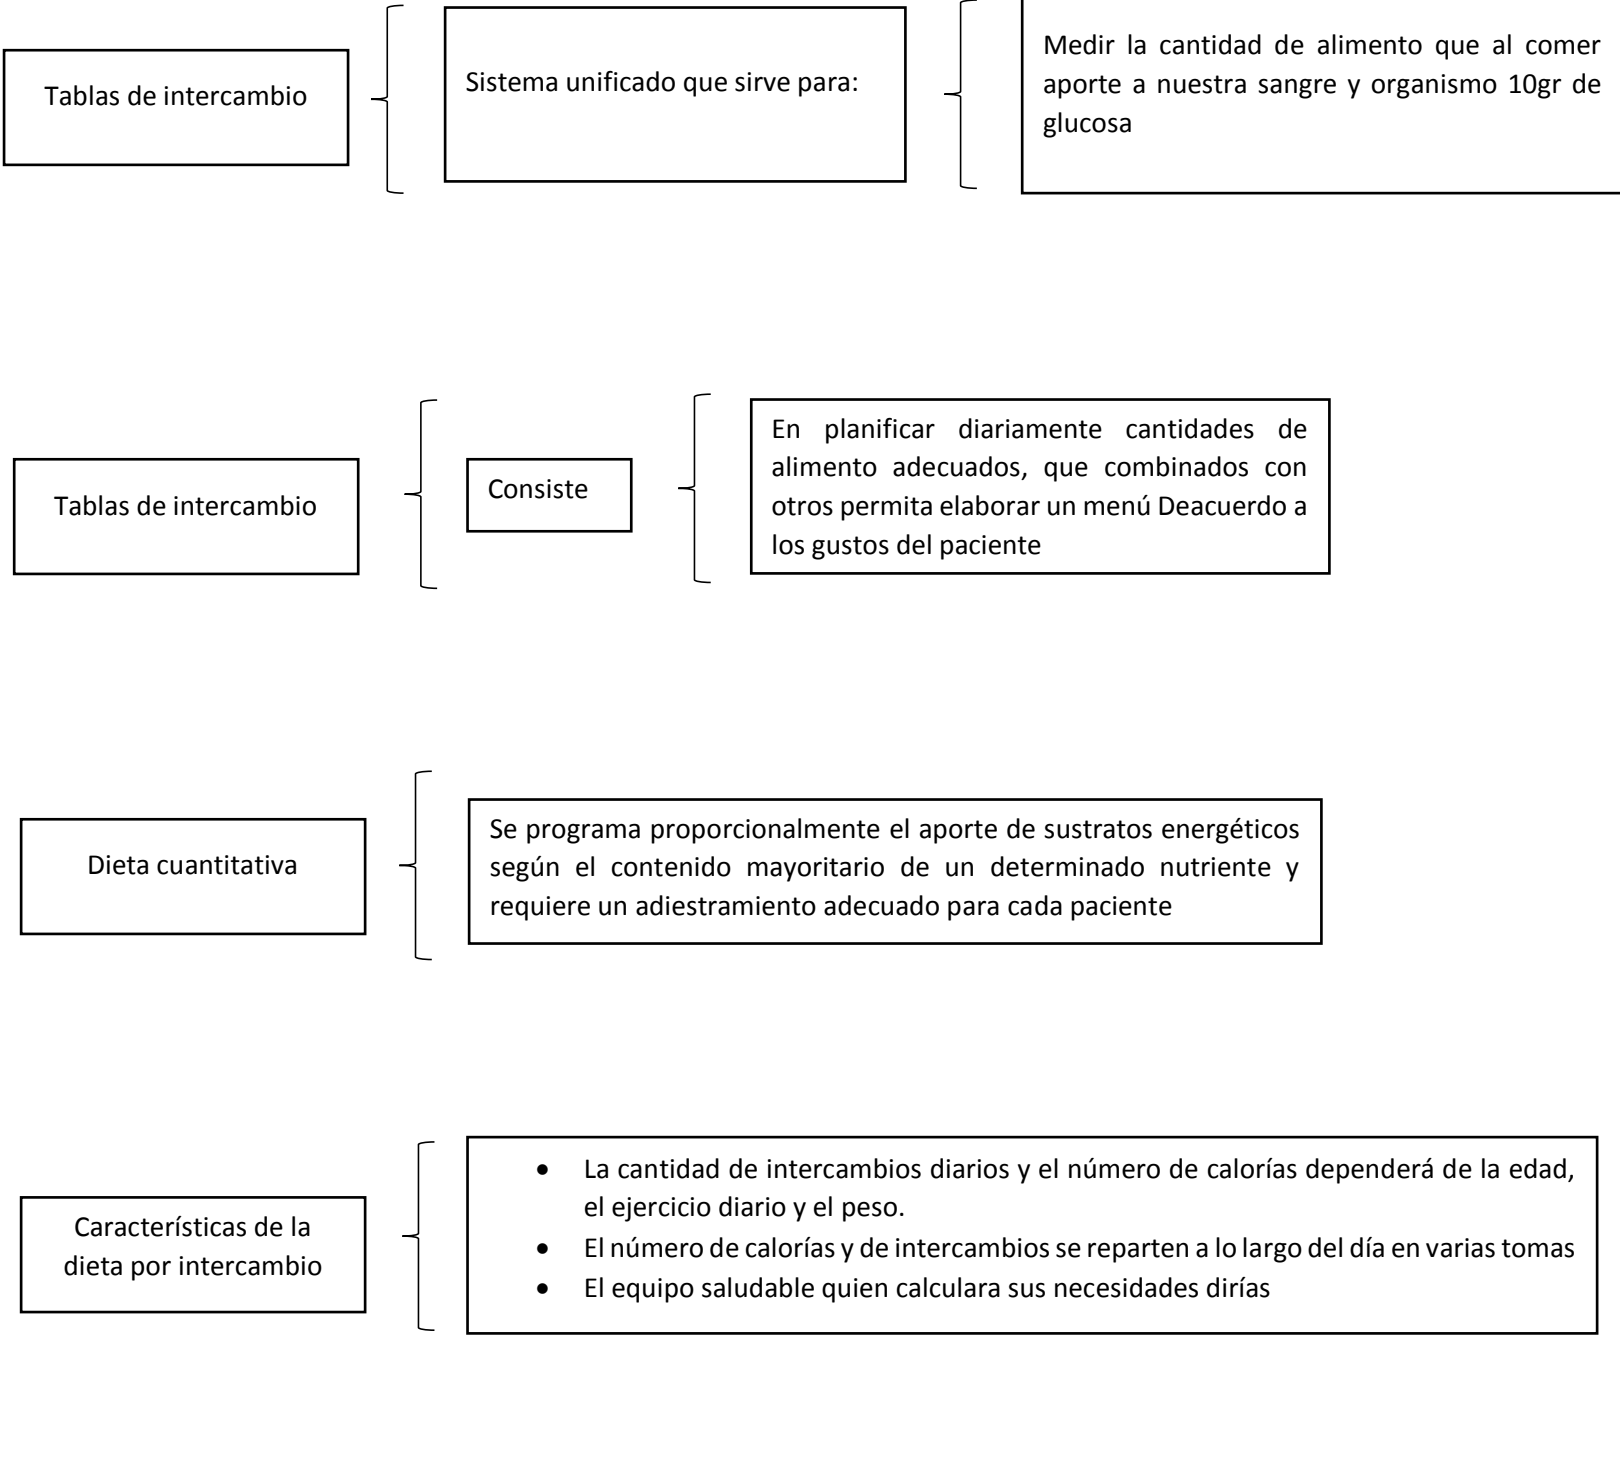 Tablas de intercambio
Sistema unificado que sirve para:
Medir la cantidad de alimento que al comer
aporte a nuestra sangre y organismo 10gr de
glucosa
Tablas de intercambio
Consiste
En planificar diariamente cantidades de
alimento adecuados, que combinados con
otros permita elaborar un menú Deacuerdo a
los gustos del paciente
Dieta cuantitativa
Se programa proporcionalmente el aporte de sustratos energéticos
según el contenido mayoritario de un determinado nutriente y
requiere un adiestramiento adecuado para cada paciente
Características de la
dieta por intercambio
• La cantidad de intercambios diarios y el número de calorías dependerá de la edad,
el ejercicio diario y el peso.
• El número de calorías y de intercambios se reparten a lo largo del día en varias tomas
• El equipo saludable quien calculara sus necesidades dirías